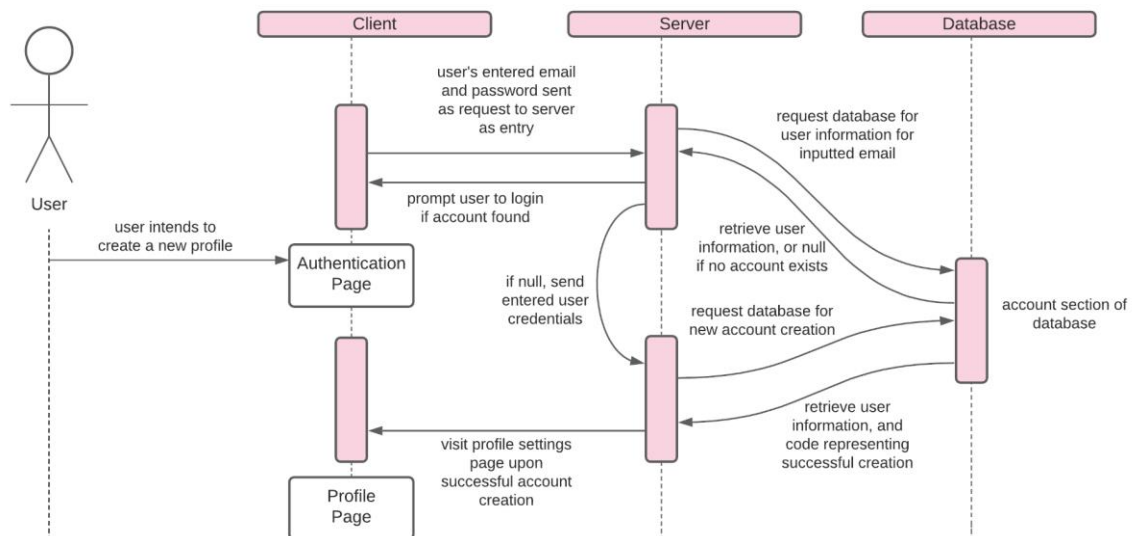 Client
Server
Database
user's entered email
and password sent
as request to server
as entry
request database for
user information for
inputted email
User
prompt user to login
if account found
user intends to
create a new profile
retrieve user
information, or null
if no account exists
Authentication
Page
if null, send
entered user
credentials
request database for
new account creation
account section of
database
visit profile settings
page upon
successful account
creation
retrieve user
information, and
code representing
successful creation
Profile
Page